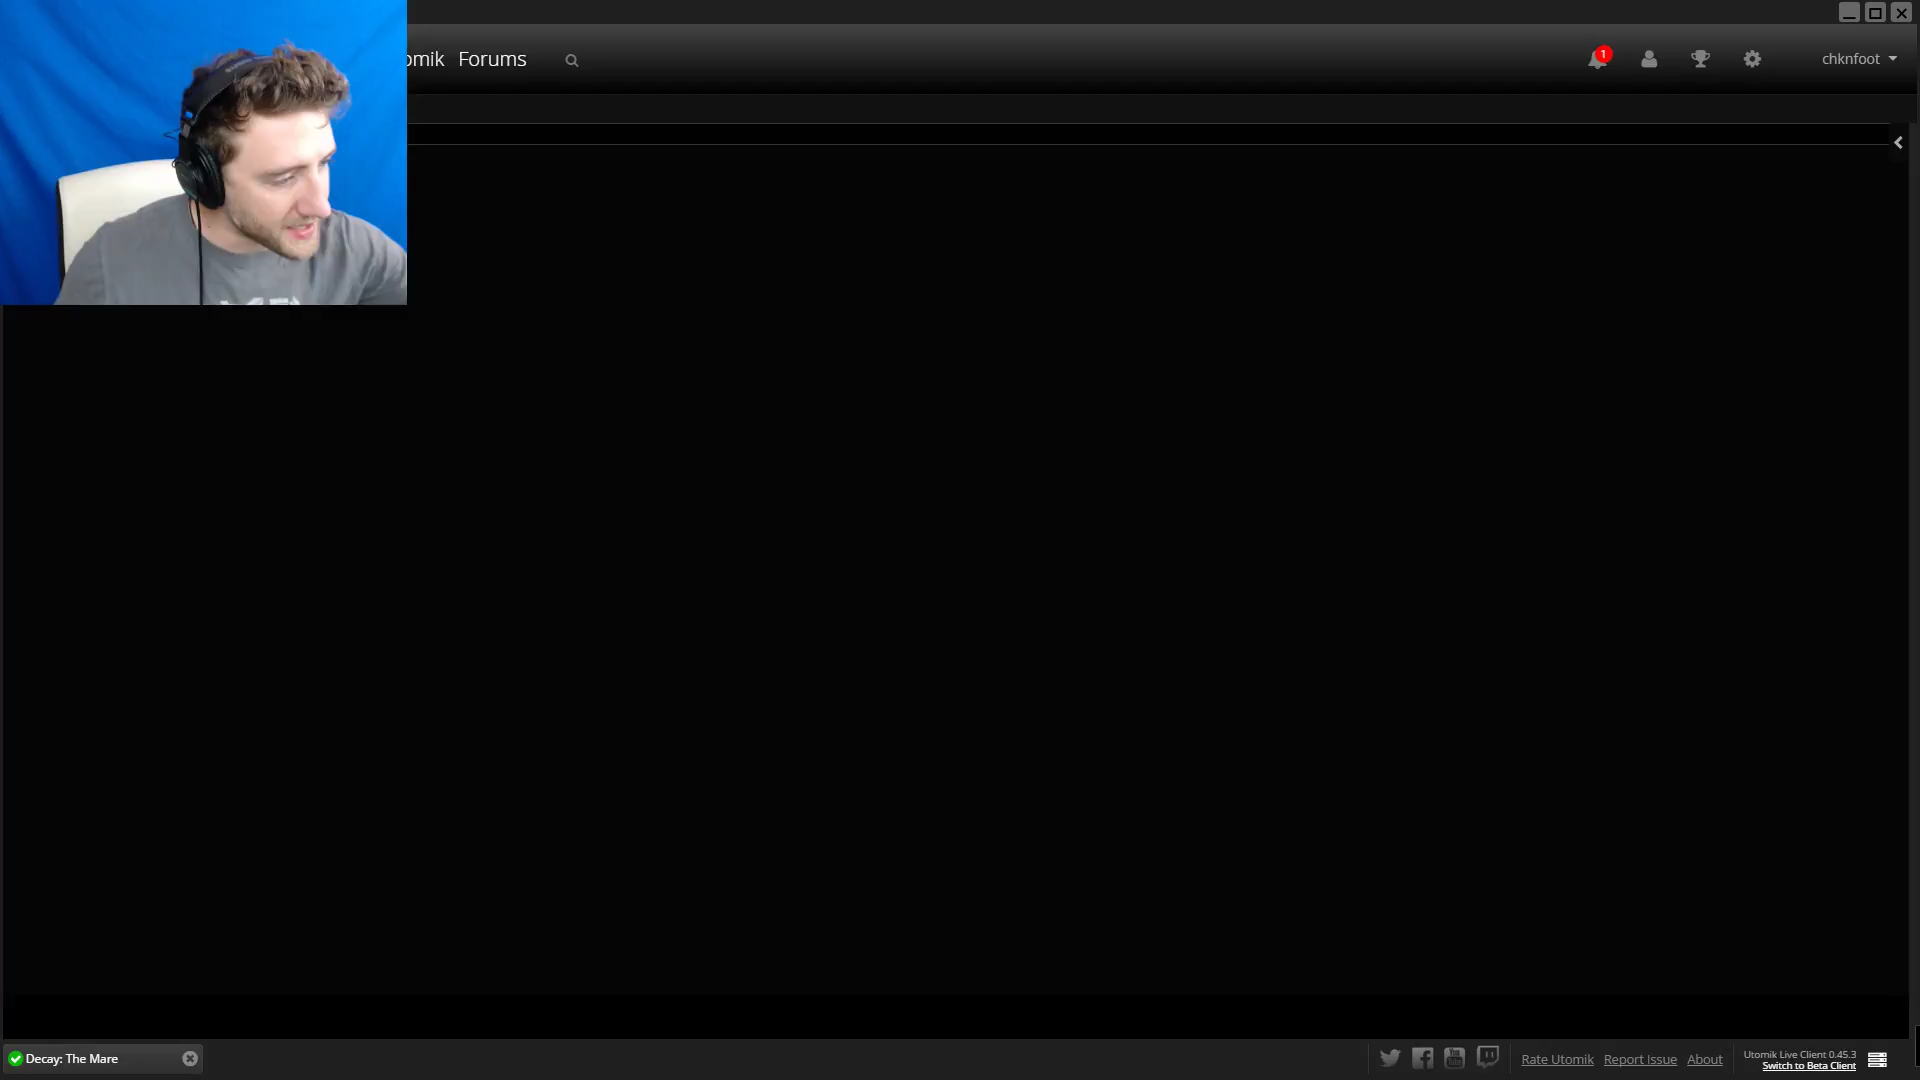 omik Forums
1
chknfoot
Decay: The Mare
Rate Utomik Report Issue About
Utomik Live Client 0.45.3
Switch to Beta Client